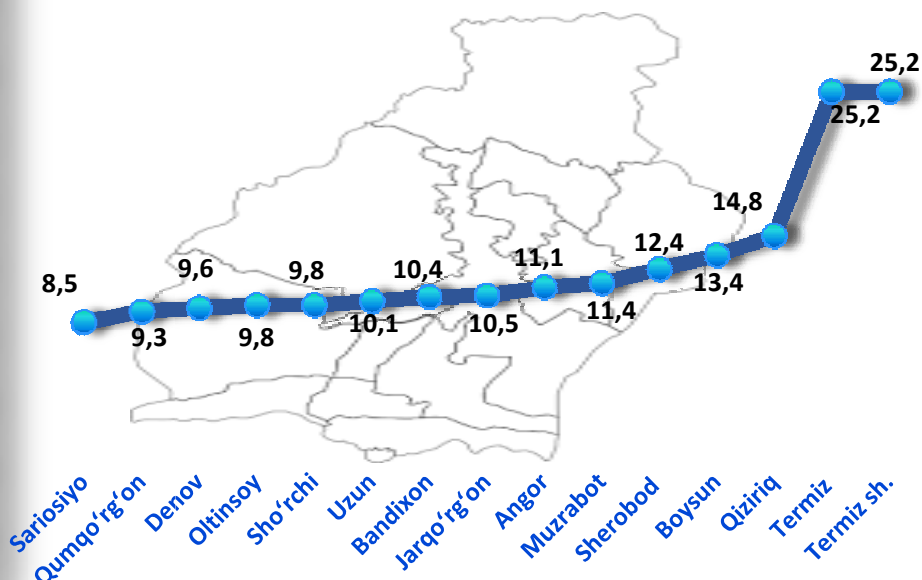 25,2
25,2
14,8
12,4
11,1
10,4
9,8
9,6
8,5
13,4
11,4
10,5
10,1
9,8
9,3
Sariosiyo
Qumqo‘rg‘on
Denov
Oltinsoy
Sho‘rchi
Uzun
Bandixon
Jarqo‘rg‘on
Angor
Muzrabot
Sherobod
Boysun
Qiziriq
Termiz
Termiz sh.